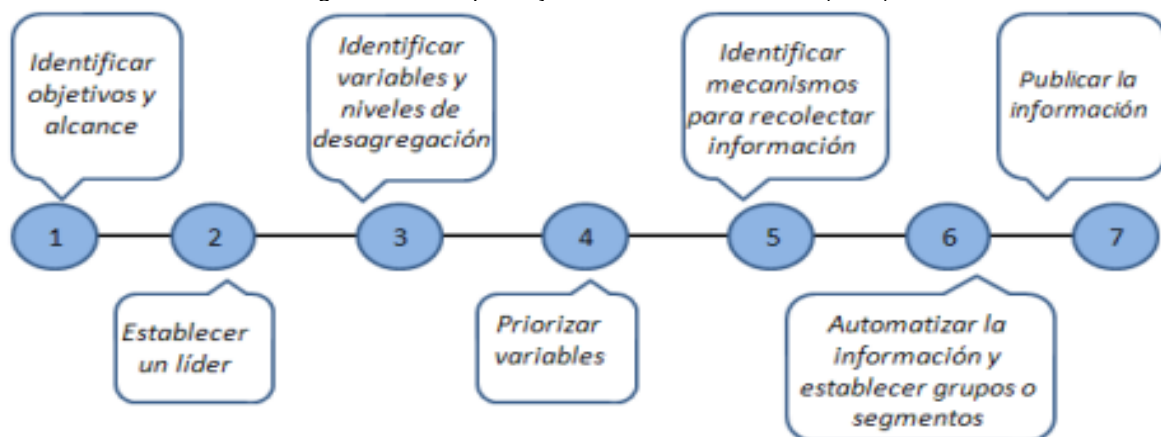 Identificar
objetivos y
alcance
Identificar
variables y
niveles de
desagregación
Identificar
mecanismos
para recolectar
información
Publicar la
información
1
2
3
4
5
6
7
Establecer
un líder
Priorizar
variables
Automatizar la
información y
establecer grupos o
segmentos